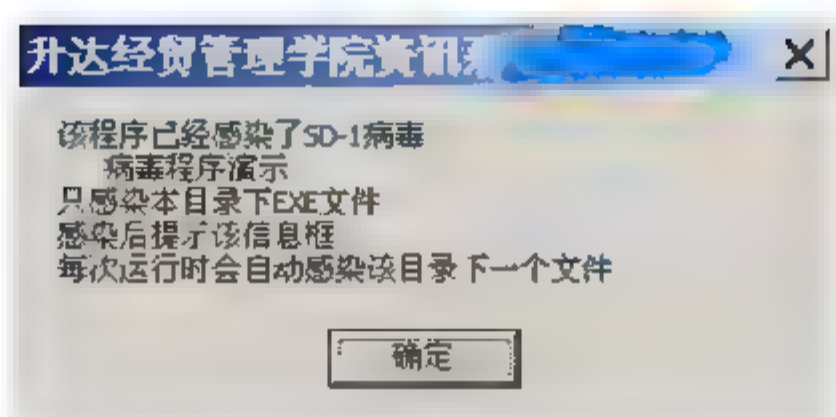 升达经贸管理学院资讯系
该程序已经感染了SD-1病毒
病毒程序演示
只感染本目录下EXE文件
感染后提示该信息框
每次运行时会自动感染该目录下一个文件
确定